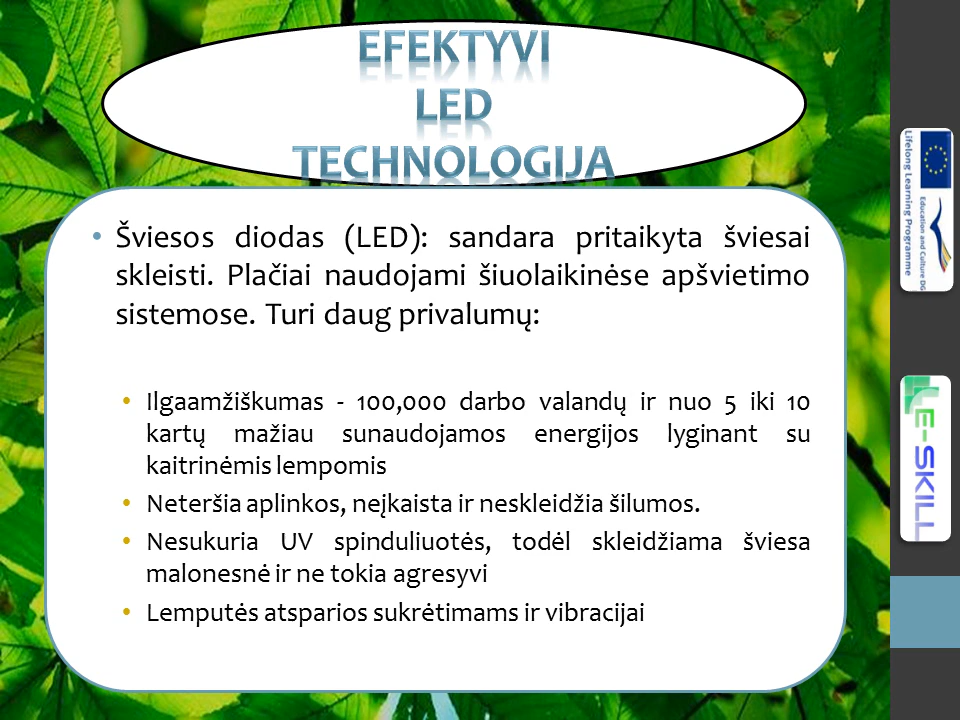 EFEKTYVI
LED
TECHNOLOGIJA
• Šviesos diodas (LED): sandara pritaikyta šviesai
skleisti. Plačiai naudojami šiuolaikinėse apšvietimo
sistemose. Turi daug privalumų:
• Ilgaamžiškumas - 100,000 darbo valandų ir nuo 5 iki 10
kartų mažiau sunaudojamos energijos lyginant su
kaitrinėmis lempomis
• Neteršia aplinkos, neįkaista ir neskleidžia šilumos.
• Nesukuria UV spinduliuotės, todėl skleidžiama šviesa
malonesnė ir ne tokia agresyvi
• Lemputės atsparios sukrėtimams ir vibracijai
Education and Culture DG
Lifelong Learning Programme
E-SKILL